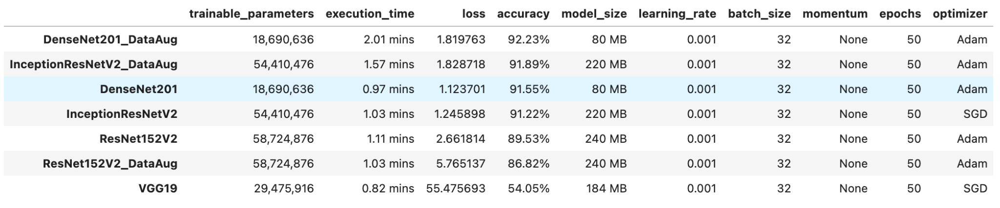 trainable_parameters execution_time loss accuracy model_size learning_rate batch_size momentum epochs optimizer
DenseNet201_DataAug 18,690,636 2.01 mins 1.819763 92.23% 80 MB 0.001 32 None 50 Adam
InceptionResNetV2_DataAug 54,410,476 1.57 mins 1.828718 91.89% 220 MB 0.001 32 None 50 Adam
DenseNet201 18,690,636 0.97 mins 1.123701 91.55% 80 MB 0.001 32 None 50 Adam
InceptionResNetV2 54,410,476 1.03 mins 1.245898 91.22% 220 MB 0.001 32 None 50 SGD
ResNet152V2 58,724,876 1.11 mins 2.661814 89.53% 240 MB 0.001 32 None 50 Adam
ResNet152V2_DataAug 58,724,876 1.03 mins 5.765137 86.82% 240 MB 0.001 32 None 50 Adam
VGG19 29,475,916 0.82 mins 55.475693 54.05% 184 MB 0.001 32 None 50 SGD